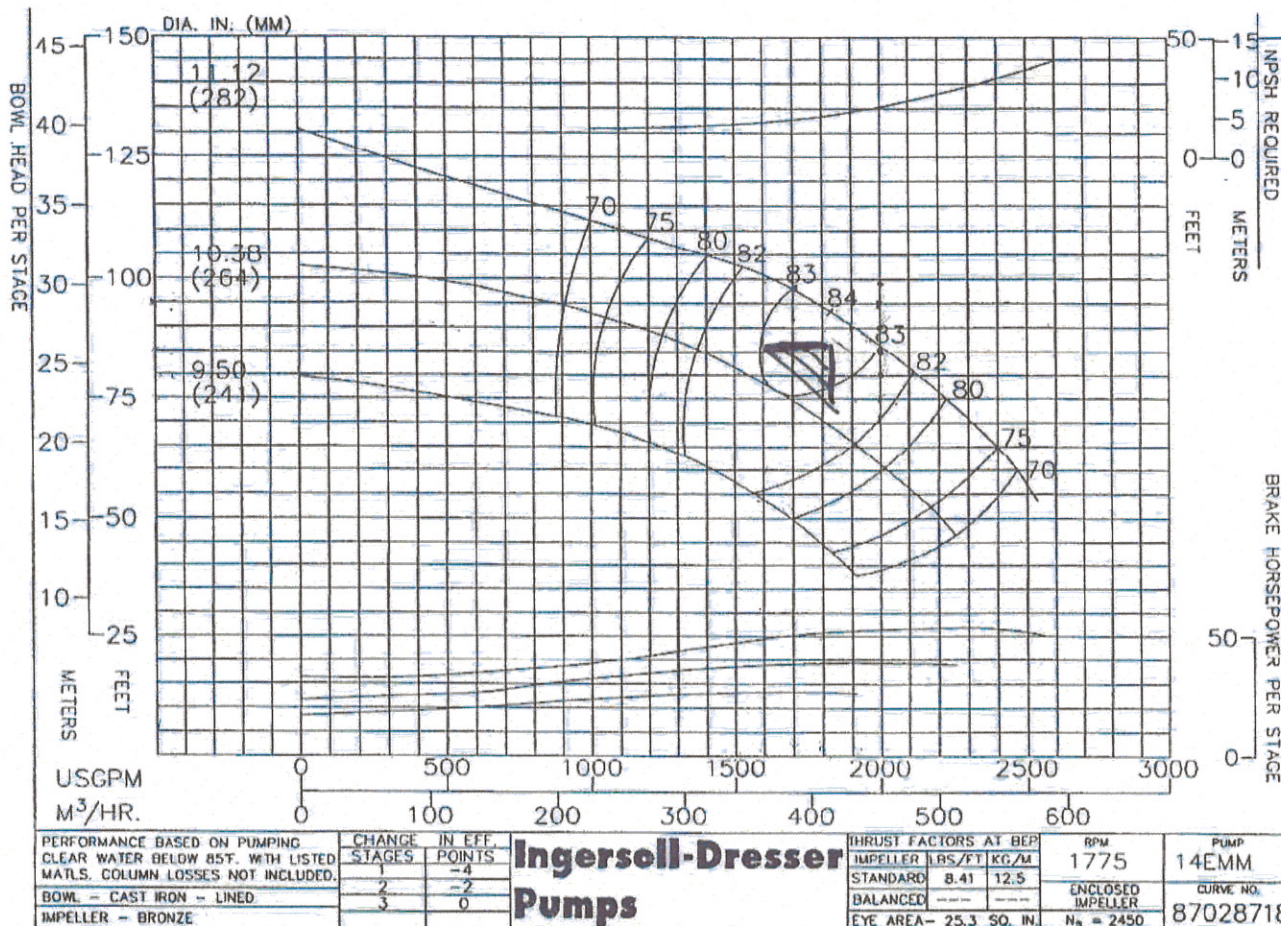 DIA. IN. (MM)
45
40
35
30
25
20
15
10
METERS
BOWL HEAD PER STAGE
150
125
100
75
50
25
FEET
11.12
(282)
10.38
(264)
9.50
(241)
70
75
80
82
83
84
83
82
80
75
70
50
0
FEET
15
10
5
0
METERS
NPSH REQUIRED
50
0
BRAKE HORSEPOWER PER STAGE
USGPM
0 500 1000 1500 2000 2500 3000
M³/HR.
0 100 200 300 400 500 600
PERFORMANCE BASED ON PUMPING
CLEAR WATER BELOW 85°F. WITH LISTED
MATLS. COLUMN LOSSES NOT INCLUDED.
BOWL – CAST IRON – LINED
IMPELLER – BRONZE
CHANGE IN EFF.
STAGES POINTS
1 -4
2 -2
3 0
Ingersoll-Dresser
Pumps
THRUST FACTORS AT BEP
IMPELLER LBS/FT KG/M
STANDARD 8.41 12.5
BALANCED ---- ----
EYE AREA– 25.3 SQ. IN.
RPM
1775
ENCLOSED
IMPELLER
Nₛ = 2450
PUMP
14EMM
CURVE NO.
87028718